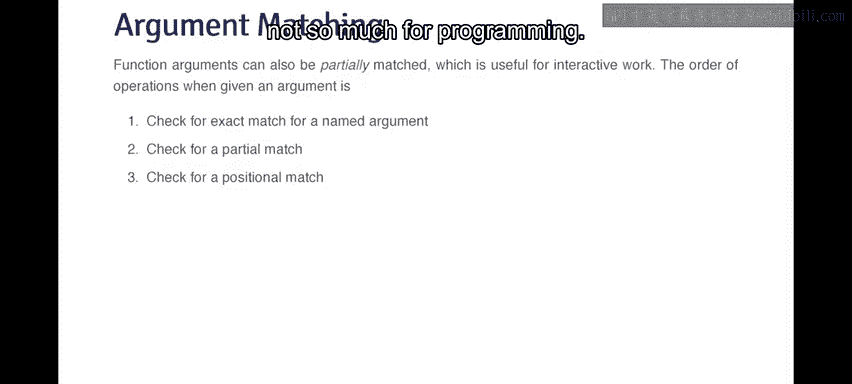 Argument Matching
not so much for programming.
Function arguments can also be partially matched, which is useful for interactive work. The order of
operations when given an argument is
1. Check for exact match for a named argument
2. Check for a partial match
3. Check for a positional match